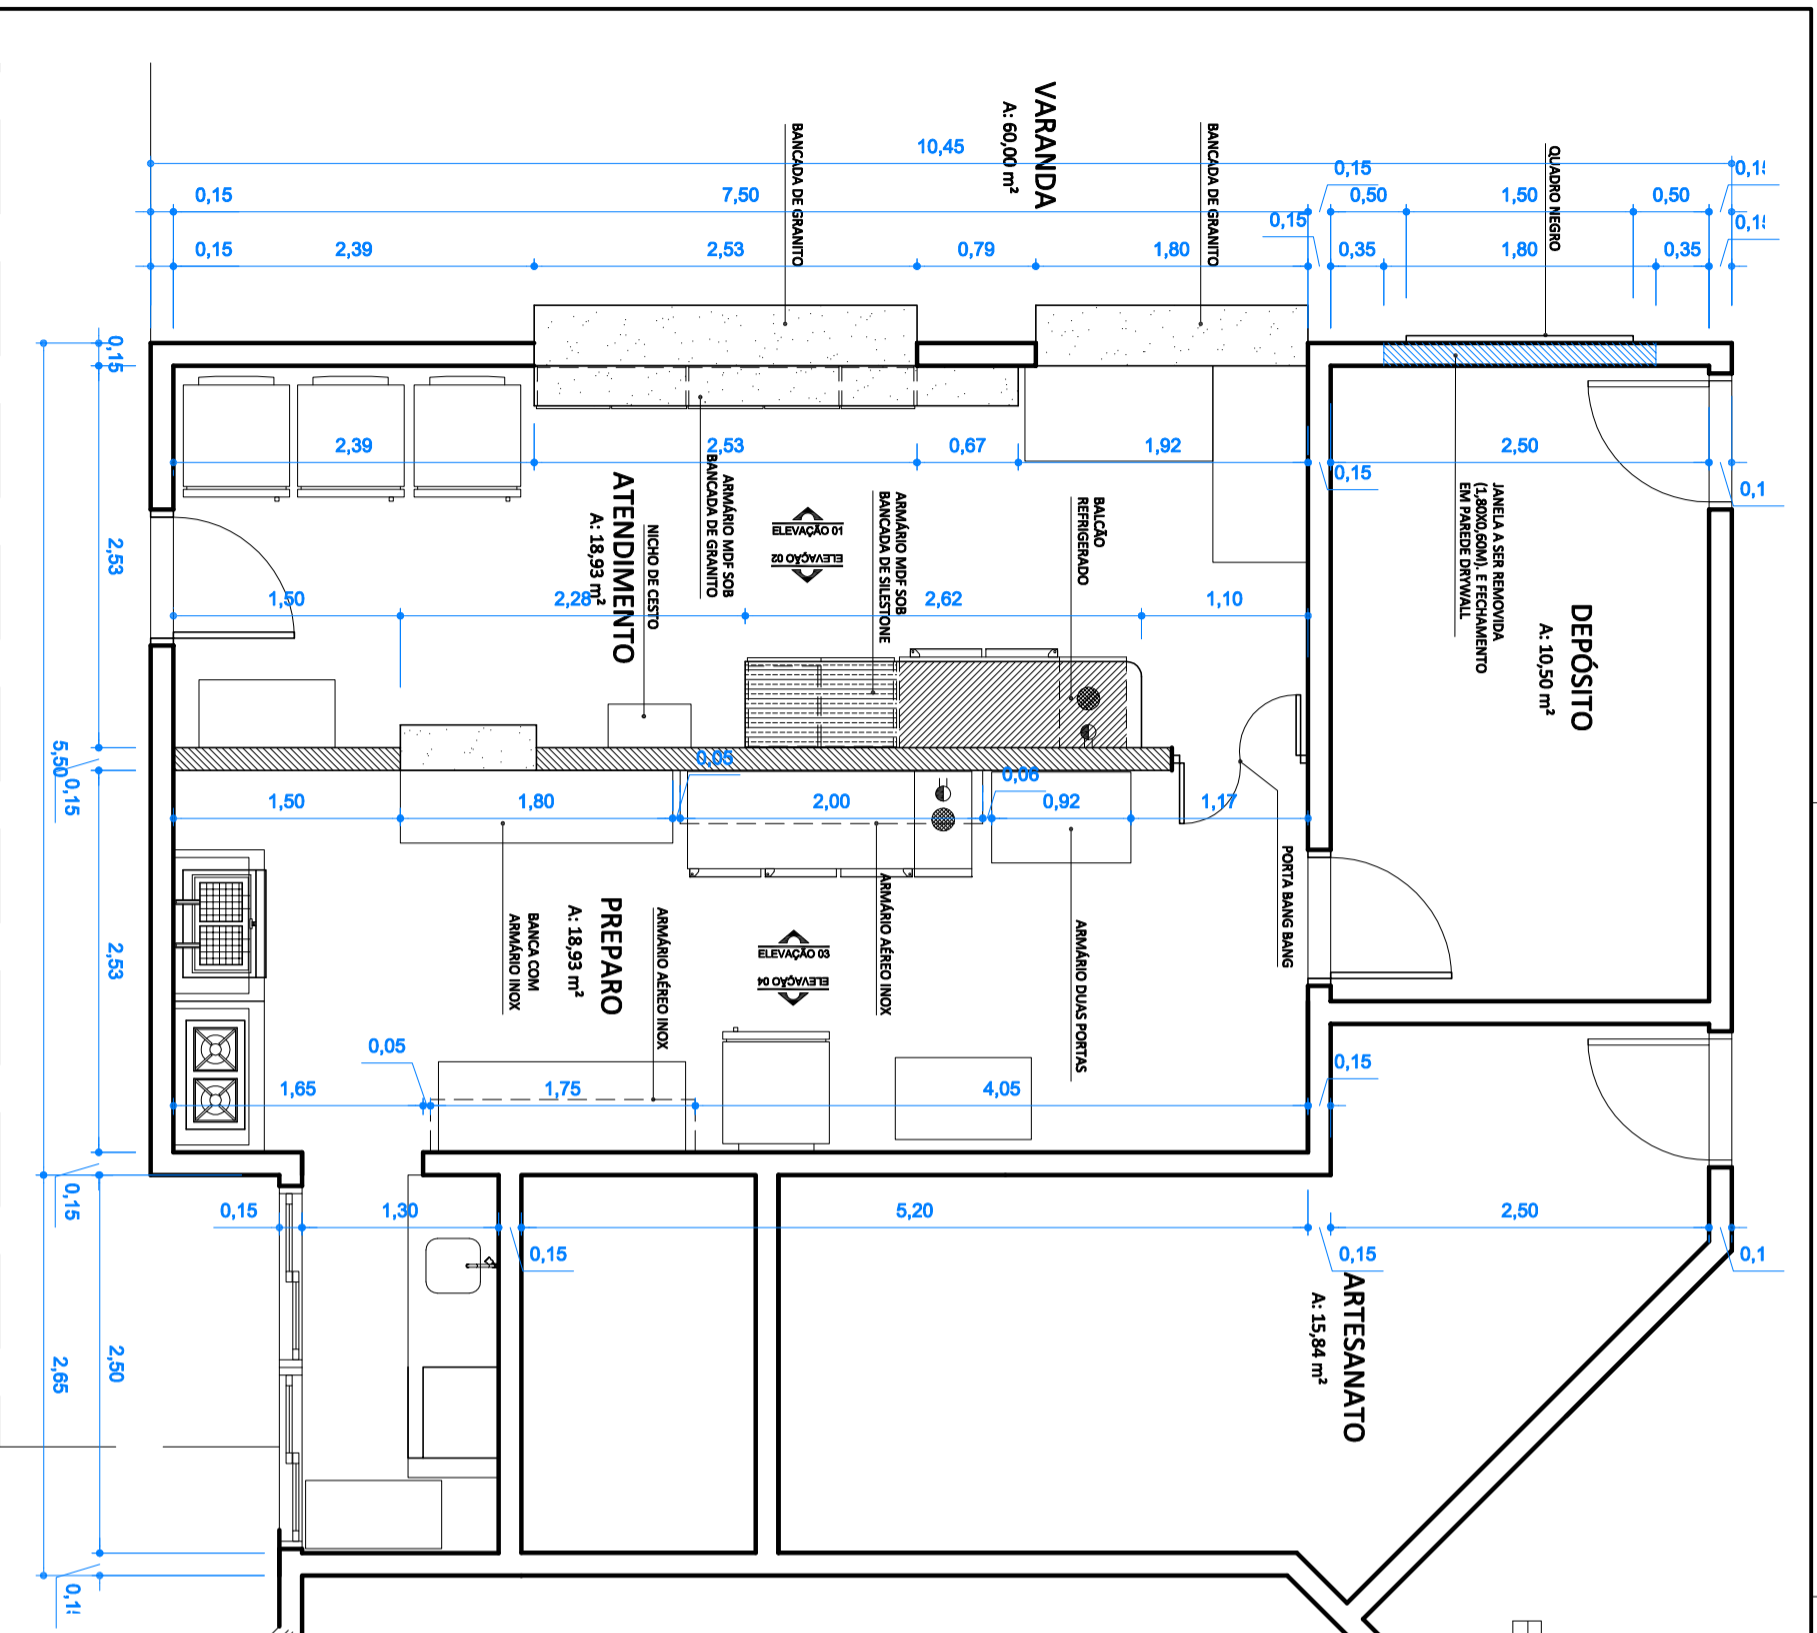 VARANDA
A: 60,00 m²
BANCADA DE GRANITO
BANCADA DE GRANITO
QUADRO NEGRO
10,45
0,15
7,50
0,15
0,50
1,50
0,50
0,15
2,39
2,53
0,79
1,80
0,15
0,35
1,80
0,35
0,15
2,53
5,50
0,15
2,53
0,15
2,50
2,65
2,39
2,53
0,67
1,92
0,15
2,50
ATENDIMENTO
A: 18,93 m²
NICHO DE CESTO
ARMÁRIO MDF SOB
BANCADA DE GRANITO
ELEVAÇÃO 01
ELEVAÇÃO 02
ARMÁRIO MDF SOB
BANCADA DE SILESTONE
BALCÃO
REFRIGERADO
JANELA A SER REMOVIDA
(1,80X0,60M). E FECHAMENTO
EM PAREDE DRYWALL
DEPÓSITO
A: 10,50 m²
1,50
2,28
2,62
1,10
0,05
0,06
1,50
1,80
2,00
0,92
1,17
PORTA BANG BANG
PREPARO
A: 18,93 m²
BANCA COM
ARMÁRIO INOX
ARMÁRIO AÉREO INOX
ELEVAÇÃO 03
ELEVAÇÃO 04
ARMÁRIO AÉREO INOX
ARMÁRIO DUAS PORTAS
0,05
1,65
1,75
4,05
0,15
0,15
1,30
0,15
5,20
0,15
2,50
ARTESANATO
A: 15,84 m²